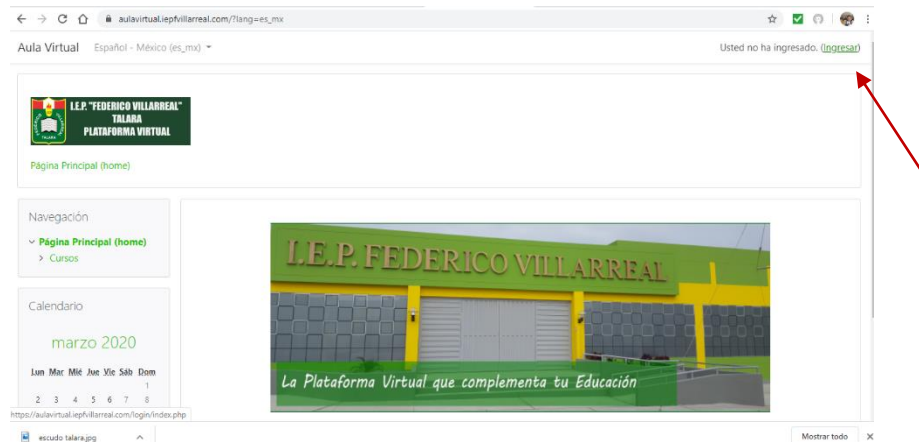 aulavirtual.iepfvillarreal.com/?lang=es_mx
Aula Virtual Español - México (es_mx) Usted no ha ingresado. (Ingresar)
I.E.P. "FEDERICO VILLARREAL"
TALARA
PLATAFORMA VIRTUAL
Página Principal (home)
Navegación
Página Principal (home)
Cursos
Calendario
marzo 2020
Lun Mar Mié Jue Vie Sáb Dom
1
2 3 4 5 6 7 8
I.E.P. FEDERICO VILLARREAL
La Plataforma Virtual que complementa tu Educación
https://aulavirtual.iepfvillarreal.com/login/index.php
escudo talara.jpg Mostrar todo